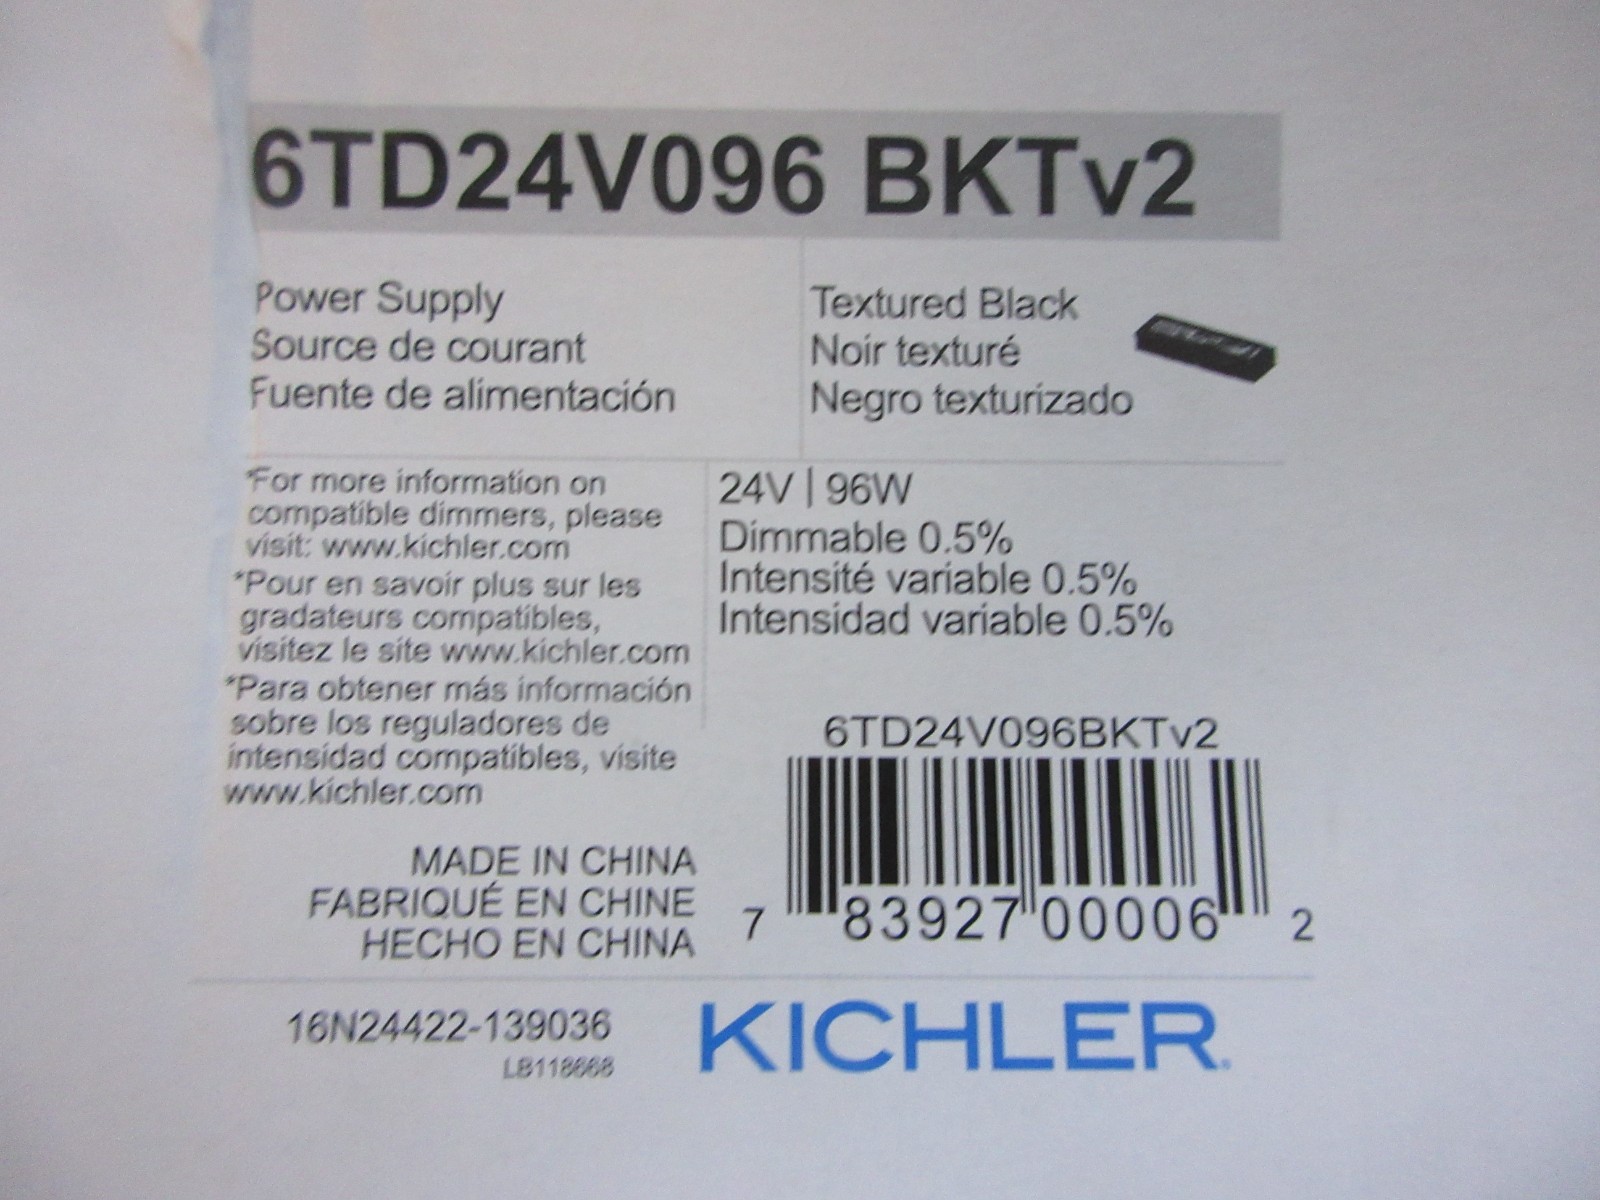 6TD24V096 BKTv2
Power Supply
Source de courant
Fuente de alimentación
Textured Black
Noir texturé
Negro texturizado
*For more information on
compatible dimmers, please
visit: www.kichler.com
*Pour en savoir plus sur les
gradateurs compatibles,
visitez le site www.kichler.com
*Para obtener más información
sobre los reguladores de
intensidad compatibles, visite
www.kichler.com
24V | 96W
Dimmable 0.5%
Intensité variable 0.5%
Intensidad variable 0.5%
6TD24V096BKTv2
7 83927 00006 2
MADE IN CHINA
FABRIQUÉ EN CHINE
HECHO EN CHINA
16N24422-139036
LB118668
KICHLER